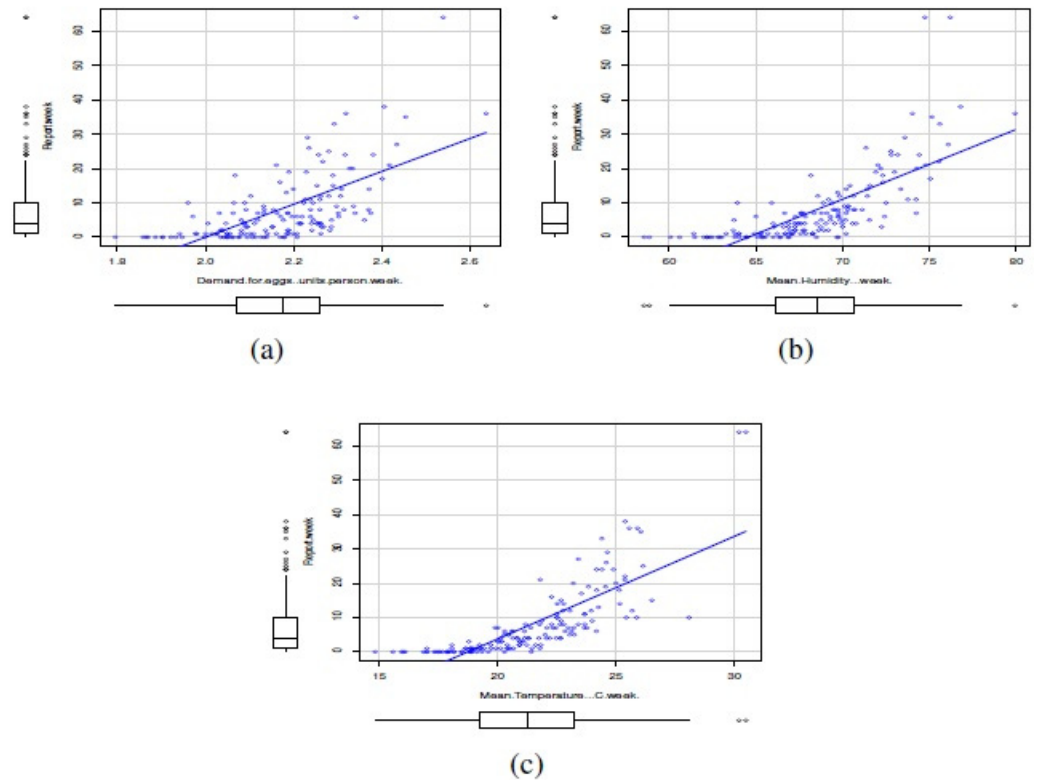 60
50
40
30
20
10
0
Report.week
1.8 2.0 2.2 2.4 2.6
Demand.for.eggs..units.person.week.
(a)
60
50
40
30
20
10
0
Report.week
60 65 70 75 80
Mean.Humidity...week.
(b)
60
50
40
30
20
10
0
Report.week
15 20 25 30
Mean.Temperature...C.week.
(c)